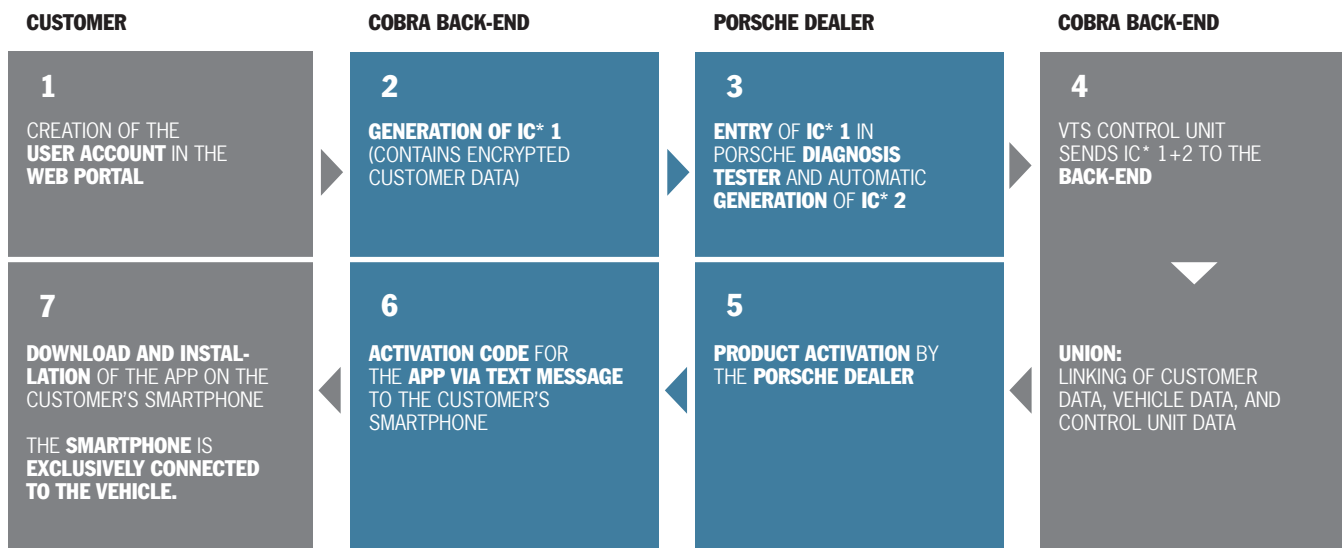 CUSTOMER
COBRA BACK-END
PORSCHE DEALER
COBRA BACK-END
1
CREATION OF THE
USER ACCOUNT IN THE
WEB PORTAL
2
GENERATION OF IC* 1
(CONTAINS ENCRYPTED
CUSTOMER DATA)
3
ENTRY OF IC* 1 IN
PORSCHE DIAGNOSIS
TESTER AND AUTOMATIC
GENERATION OF IC* 2
4
VTS CONTROL UNIT
SENDS IC* 1+2 TO THE
BACK-END
UNION:
LINKING OF CUSTOMER
DATA, VEHICLE DATA, AND
CONTROL UNIT DATA
5
PRODUCT ACTIVATION BY
THE PORSCHE DEALER
6
ACTIVATION CODE FOR
THE APP VIA TEXT MESSAGE
TO THE CUSTOMER'S
SMARTPHONE
7
DOWNLOAD AND INSTAL-
LATION OF THE APP ON THE
CUSTOMER'S SMARTPHONE
THE SMARTPHONE IS
EXCLUSIVELY CONNECTED
TO THE VEHICLE.